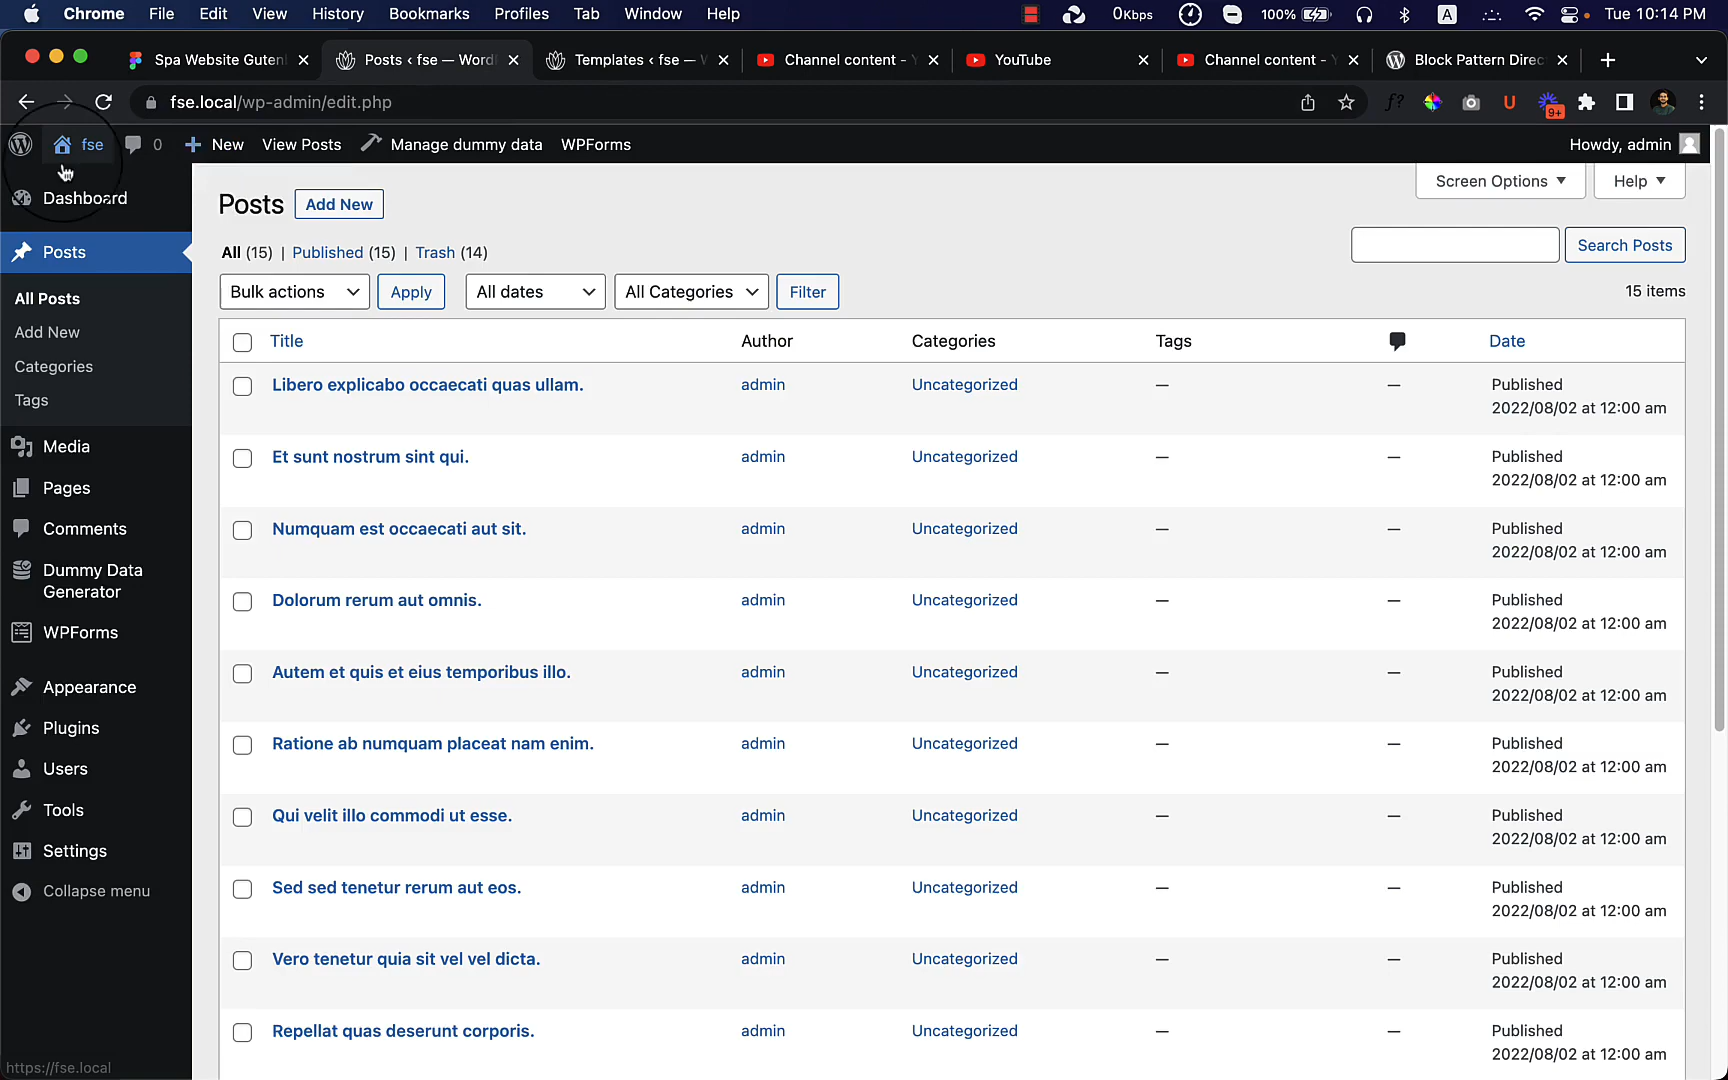 Chrome File Edit View History Bookmarks Profiles Tab Window Help 0Kbps 100% A Tue 10:14 PM
Spa Website Guten Posts ‹ fse — Word Templates ‹ fse — Channel content - YouTube Channel content - Block Pattern Direc
fse.local/wp-admin/edit.php f? U 9+
fse 0 New View Posts Manage dummy data WPForms Howdy, admin
Screen Options Help
Dashboard
Posts Add New
Posts
All (15) | Published (15) | Trash (14)
Search Posts
Bulk actions Apply All dates All Categories Filter 15 items
All Posts
Add New
Categories
Tags
Media
Pages
Comments
Dummy Data
Generator
WPForms
Appearance
Plugins
Users
Tools
Settings
Collapse menu
Title Author Categories Tags Date
Libero explicabo occaecati quas ullam. admin Uncategorized — — Published
2022/08/02 at 12:00 am
Et sunt nostrum sint qui. admin Uncategorized — — Published
2022/08/02 at 12:00 am
Numquam est occaecati aut sit. admin Uncategorized — — Published
2022/08/02 at 12:00 am
Dolorum rerum aut omnis. admin Uncategorized — — Published
2022/08/02 at 12:00 am
Autem et quis et eius temporibus illo. admin Uncategorized — — Published
2022/08/02 at 12:00 am
Ratione ab numquam placeat nam enim. admin Uncategorized — — Published
2022/08/02 at 12:00 am
Qui velit illo commodi ut esse. admin Uncategorized — — Published
2022/08/02 at 12:00 am
Sed sed tenetur rerum aut eos. admin Uncategorized — — Published
2022/08/02 at 12:00 am
Vero tenetur quia sit vel vel dicta. admin Uncategorized — — Published
2022/08/02 at 12:00 am
Repellat quas deserunt corporis. admin Uncategorized — — Published
2022/08/02 at 12:00 am
https://fse.local